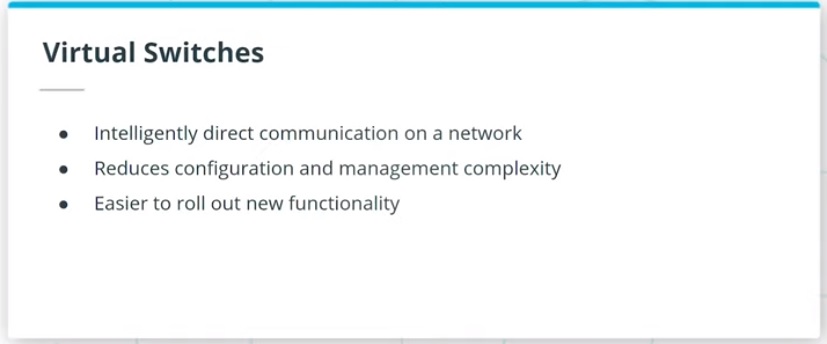 Virtual Switches
● Intelligently direct communication on a network
● Reduces configuration and management complexity
● Easier to roll out new functionality